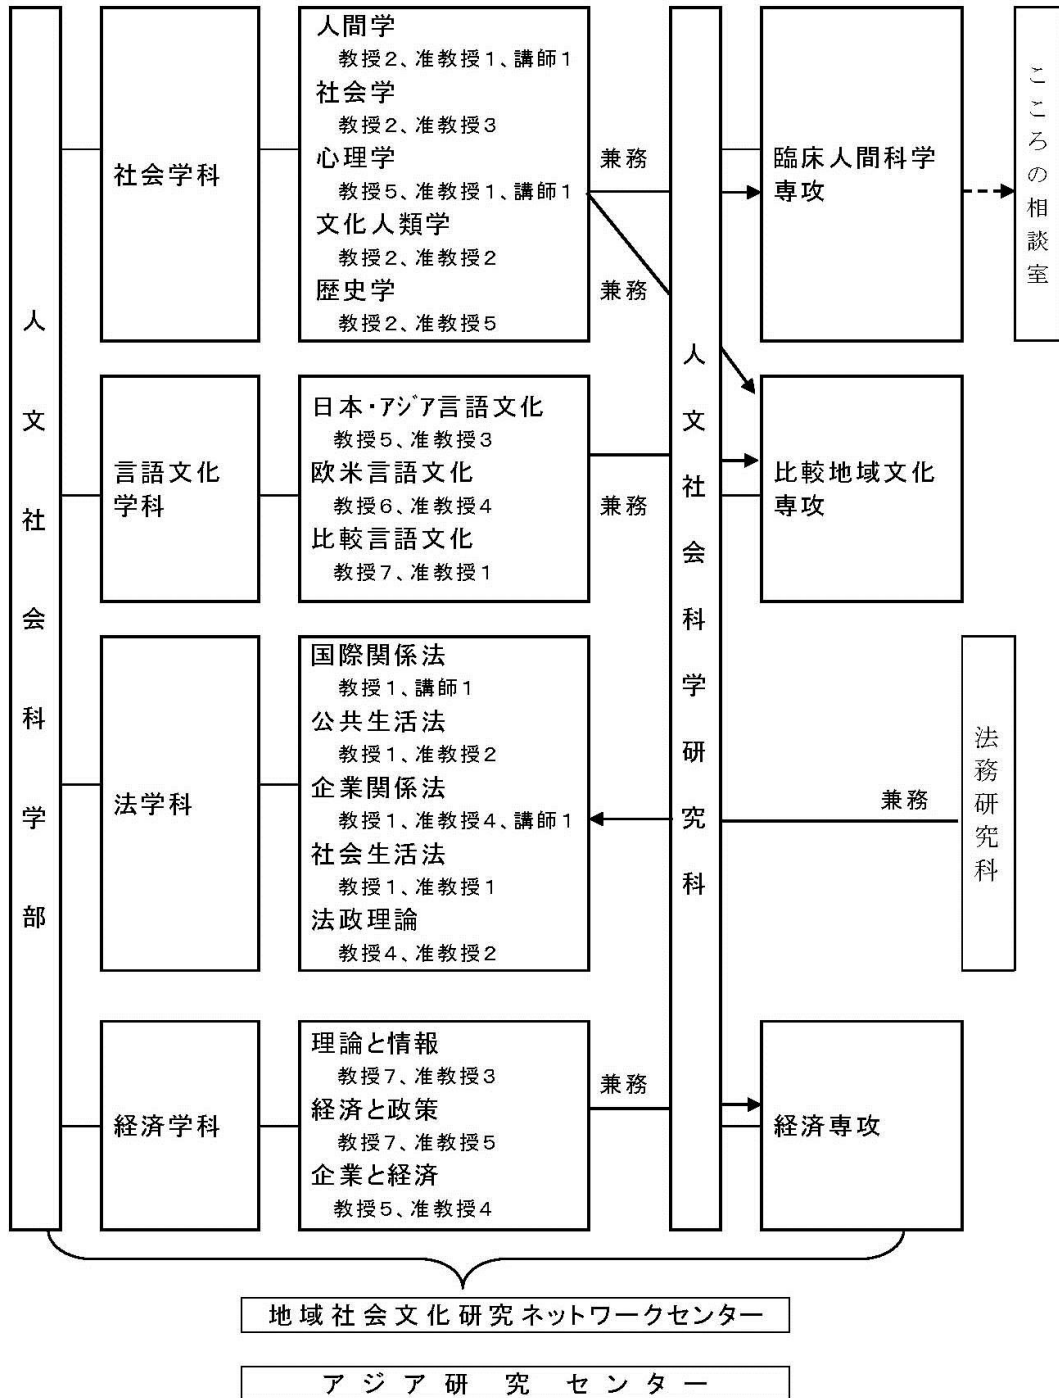 人文社会科学部
社会学科
人間学
教授2、准教授1、講師1
社会学
教授2、准教授3
心理学
教授5、准教授1、講師1
文化人類学
教授2、准教授2
歴史学
教授2、准教授5
兼務
兼務
人文社会科学研究科
臨床人間科学
専攻
こころの相談室
言語文化
学科
日本・アジア言語文化
教授5、准教授3
欧米言語文化
教授6、准教授4
比較言語文化
教授7、准教授1
兼務
比較地域文化
専攻
法学科
国際関係法
教授1、講師1
公共生活法
教授1、准教授2
企業関係法
教授1、准教授4、講師1
社会生活法
教授1、准教授1
法政理論
教授4、准教授2
兼務
法務研究科
経済学科
理論と情報
教授7、准教授3
経済と政策
教授7、准教授5
企業と経済
教授5、准教授4
兼務
経済専攻
地域社会文化研究ネットワークセンター
アジア研究センター